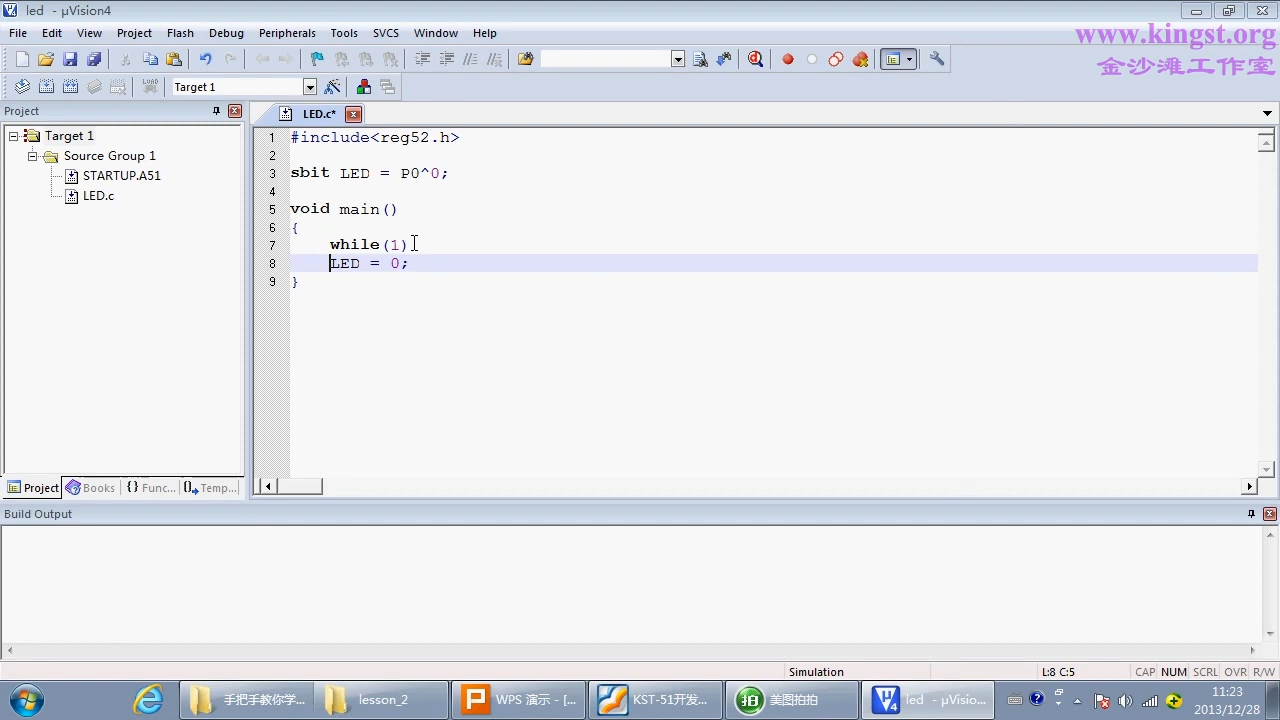 led - µVision4
www.kingst.org
金沙滩工作室
File Edit View Project Flash Debug Peripherals Tools SVCS Window Help
LOAD
Target 1
Project
LED.c*
Target 1
Source Group 1
STARTUP.A51
LED.c
1 #include<reg52.h>
2
3 sbit LED = P0^0;
4
5 void main()
6 {
7 while(1)
8 LED = 0;
9 }
Project Books {} Func... Temp...
Build Output
Simulation L:8 C:5 CAP NUM SCRL OVR R/W
手把手教你学... lesson_2 WPS 演示 - [... KST-51开发... 美图拍拍 led - µVisio...
11:23
2013/12/28